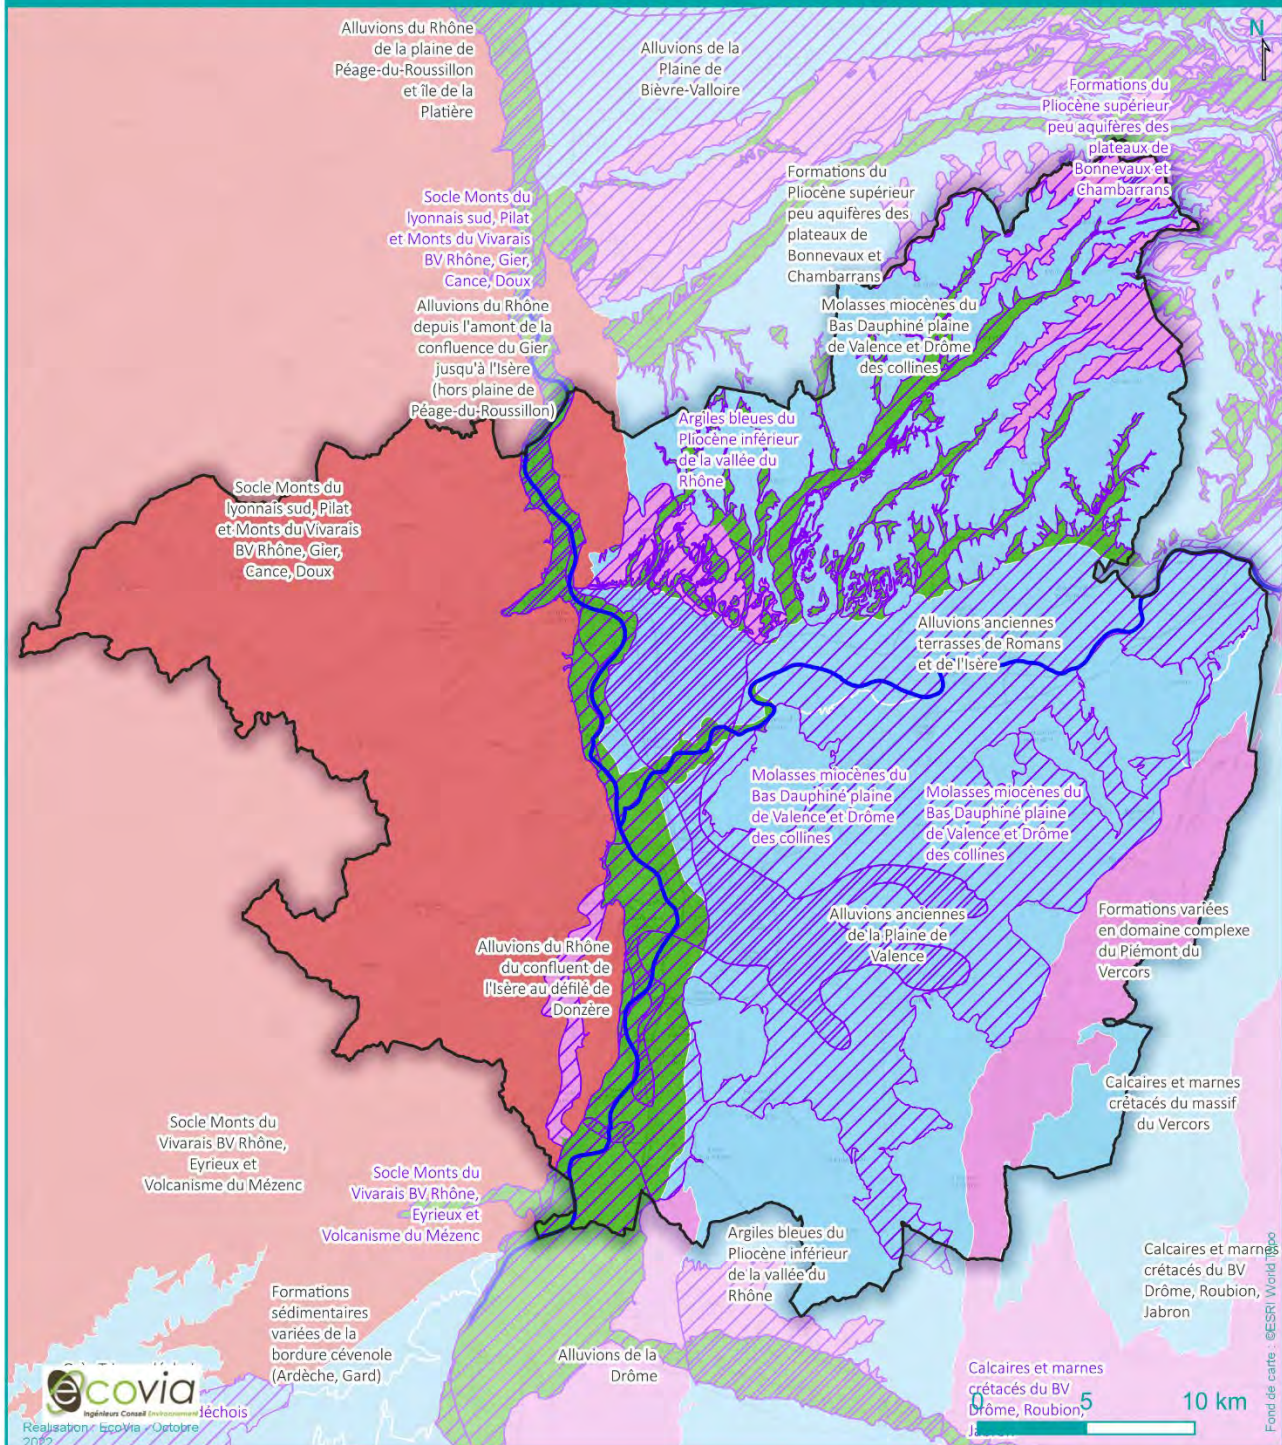 Alluvions du Rhône
de la plaine de
Péage-du-Roussillon
et île de la
Platière
Alluvions de la
Plaine de
Bièvre-Valloire
N
Formations du
Pliocène supérieur
peu aquifères des
plateaux de
Bonnevaux et
Chambarrans
Formations du
Pliocène supérieur
peu aquifères des
plateaux de
Bonnevaux et
Chambarrans
Socle Monts du
lyonnais sud, Pilat
et Monts du Vivarais
BV Rhône, Gier,
Cance, Doux
Alluvions du Rhône
depuis l'amont de la
confluence du Gier
jusqu'à l'Isère
(hors plaine de
Péage-du-Roussillon)
Molasses miocènes du
Bas Dauphiné plaine
de Valence et Drôme
des collines
Argiles bleues du
Pliocène inférieur
de la vallée du
Rhône
Socle Monts du
lyonnais sud, Pilat
et Monts du Vivarais
BV Rhône, Gier,
Cance, Doux
Alluvions anciennes
terrasses de Romans
et de l'Isère
Molasses miocènes du
Bas Dauphiné plaine
de Valence et Drôme
des collines
Molasses miocènes du
Bas Dauphiné plaine
de Valence et Drôme
des collines
Alluvions anciennes
de la Plaine de
Valence
Formations variées
en domaine complexe
du Piémont du
Vercors
Alluvions du Rhône
du confluent de
l'Isère au défilé de
Donzère
Calcaires et marnes
crétacés du massif
du Vercors
Socle Monts du
Vivarais BV Rhône,
Eyrieux et
Volcanisme du Mézenc
Socle Monts du
Vivarais BV Rhône,
Eyrieux et
Volcanisme du Mézenc
Argiles bleues du
Pliocène inférieur
de la vallée du
Rhône
Calcaires et marnes
crétacés du BV
Drôme, Roubion,
Jabron
Formations
sédimentaires
variées de la
bordure cévenole
(Ardèche, Gard)
Alluvions de la
Drôme
Calcaires et marnes
crétacés du BV
Drôme, Roubion,
Jabron
0 5 10 km
ecovia
Ingénieurs Conseil Environnement
déchois
Réalisation : EcoVia - Octobre
2022
Fond de carte : ©ESRI World Topo